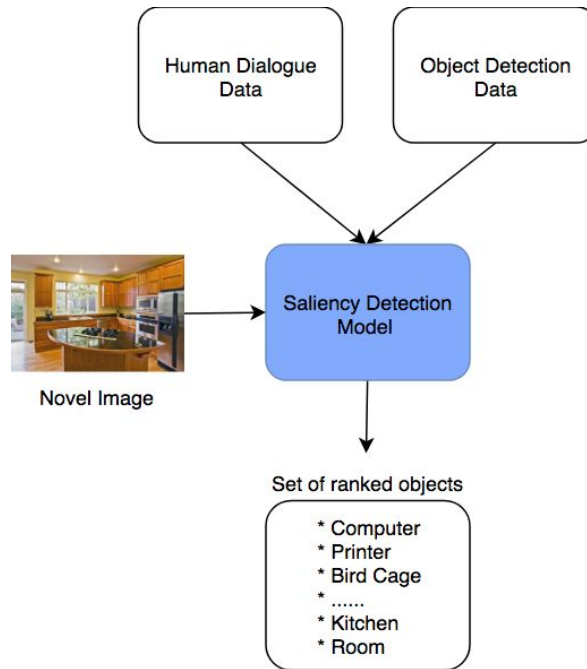 Human Dialogue
Data
Object Detection
Data
Saliency Detection
Model
Novel Image
Set of ranked objects
* Computer
* Printer
* Bird Cage
* ......
* Kitchen
* Room